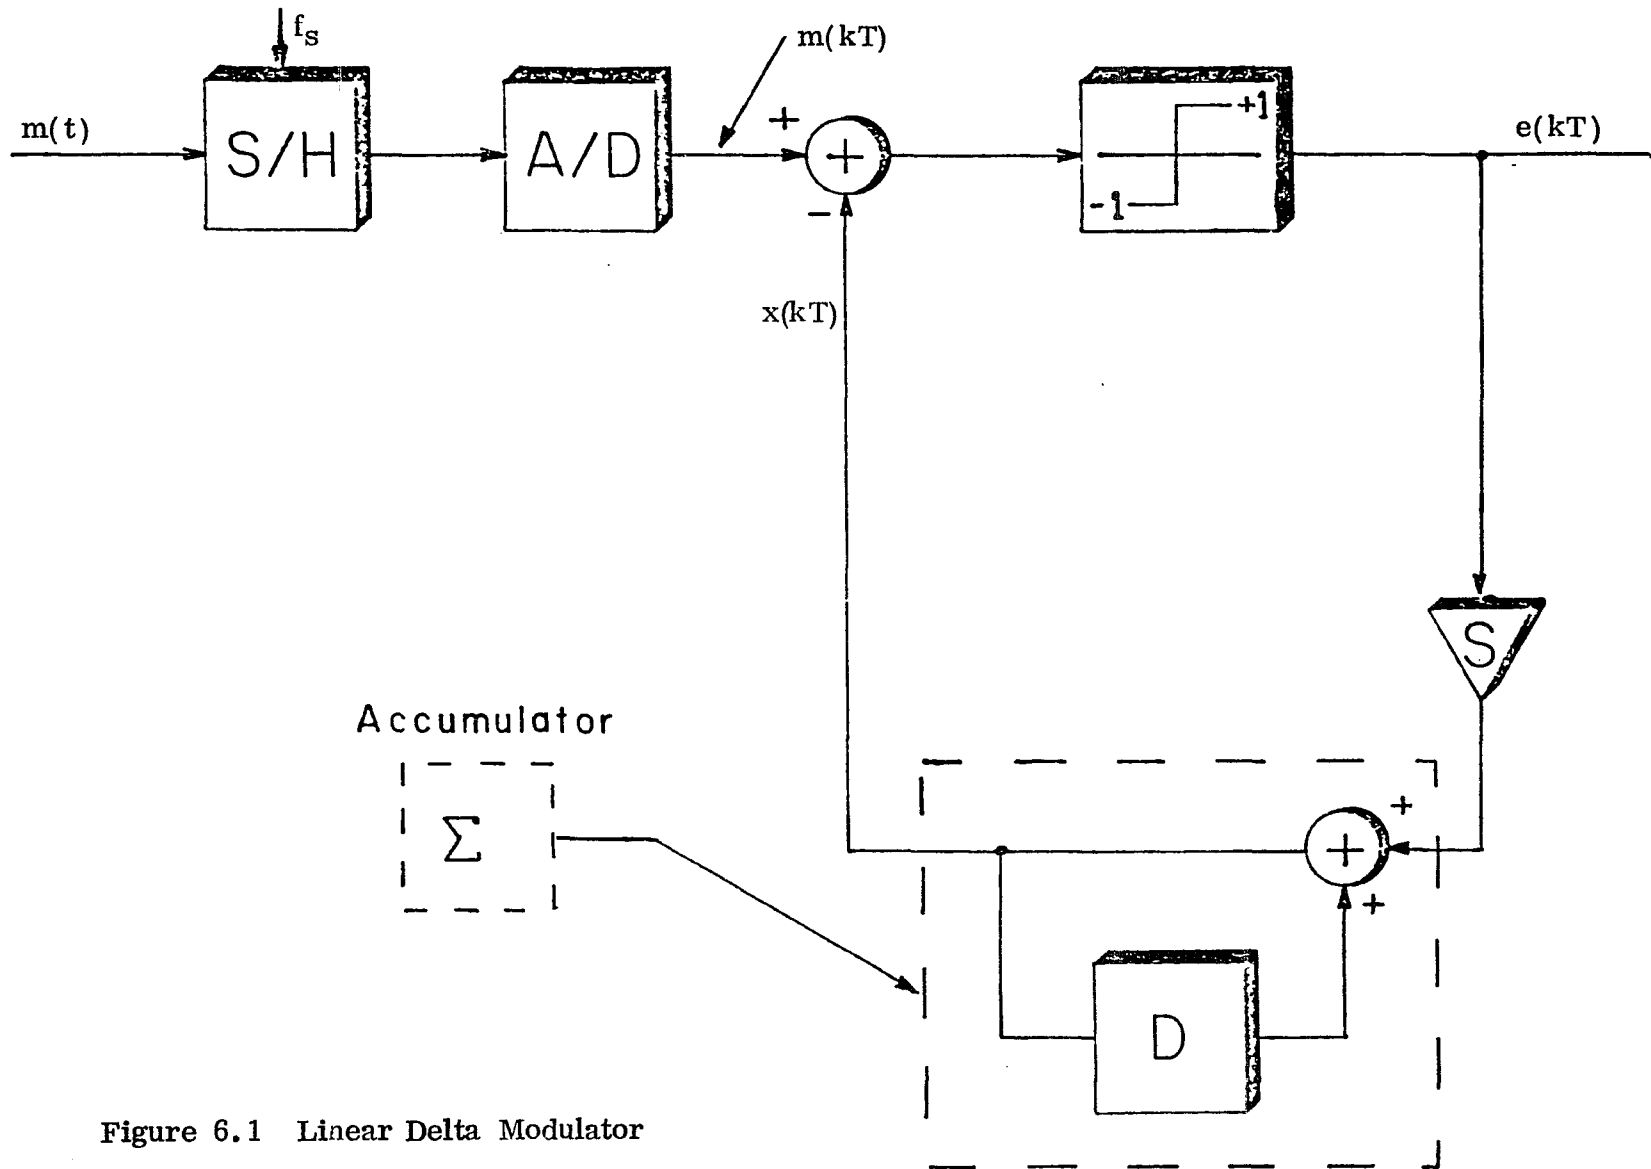 f_s
m(kT)
m(t)
S/H
A/D
+
+
+1
-1
e(kT)
-
x(kT)
S
Accumulator
Σ
+
+
+
D
Figure 6.1 Linear Delta Modulator